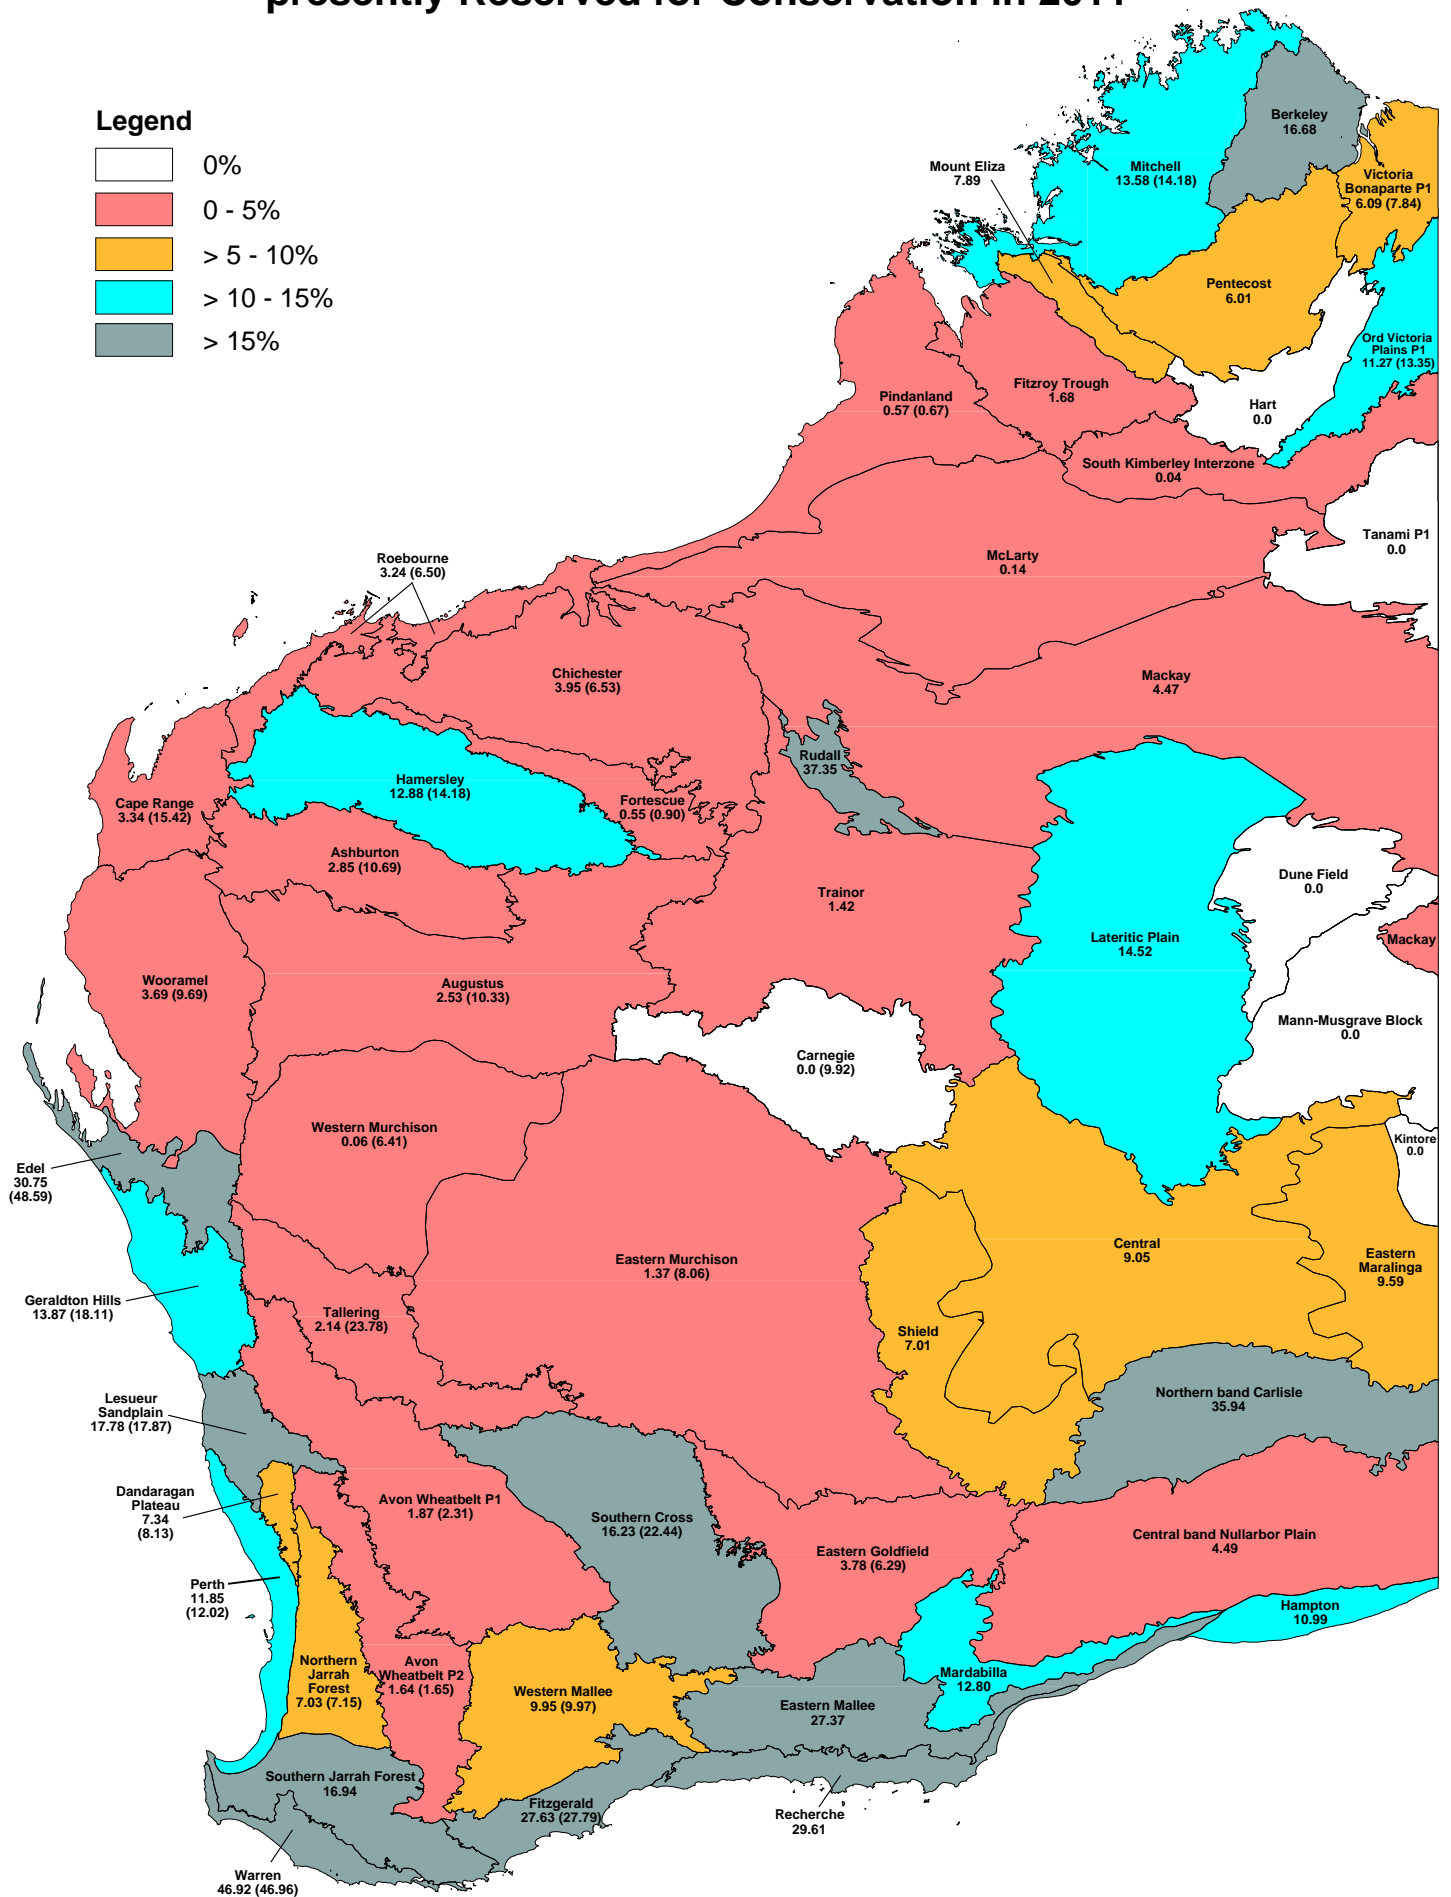 presently Reserved for Conservation in 2011
Legend
0%
0 - 5%
> 5 - 10%
> 10 - 15%
> 15%
Berkeley
16.68
Mount Eliza
7.89
Mitchell
13.58 (14.18)
Victoria
Bonaparte P1
6.09 (7.84)
Pentecost
6.01
Ord Victoria
Plains P1
11.27 (13.35)
Fitzroy Trough
1.68
Pindanland
0.57 (0.67)
Hart
0.0
South Kimberley Interzone
0.04
Tanami P1
0.0
McLarty
0.14
Roebourne
3.24 (6.50)
Chichester
3.95 (6.53)
Mackay
4.47
Rudall
37.35
Hamersley
12.88 (14.18)
Cape Range
3.34 (15.42)
Fortescue
0.55 (0.90)
Ashburton
2.85 (10.69)
Dune Field
0.0
Trainor
1.42
Lateritic Plain
14.52
Mackay
Wooramel
3.69 (9.69)
Augustus
2.53 (10.33)
Mann-Musgrave Block
0.0
Carnegie
0.0 (9.92)
Western Murchison
0.06 (6.41)
Kintore
0.0
Edel
30.75
(48.59)
Central
9.05
Eastern Murchison
1.37 (8.06)
Eastern
Maralinga
9.59
Geraldton Hills
13.87 (18.11)
Tallering
2.14 (23.78)
Shield
7.01
Northern band Carlisle
35.94
Lesueur
Sandplain
17.78 (17.87)
Dandaragan
Plateau
7.34
(8.13)
Avon Wheatbelt P1
1.87 (2.31)
Southern Cross
16.23 (22.44)
Central band Nullarbor Plain
4.49
Eastern Goldfield
3.78 (6.29)
Perth
11.85
(12.02)
Hampton
10.99
Northern
Jarrah
Forest
7.03 (7.15)
Avon
Wheatbelt P2
1.64 (1.65)
Mardabilla
12.80
Western Mallee
9.95 (9.97)
Eastern Mallee
27.37
Southern Jarrah Forest
16.94
Fitzgerald
27.63 (27.79)
Recherche
29.61
Warren
46.92 (46.96)